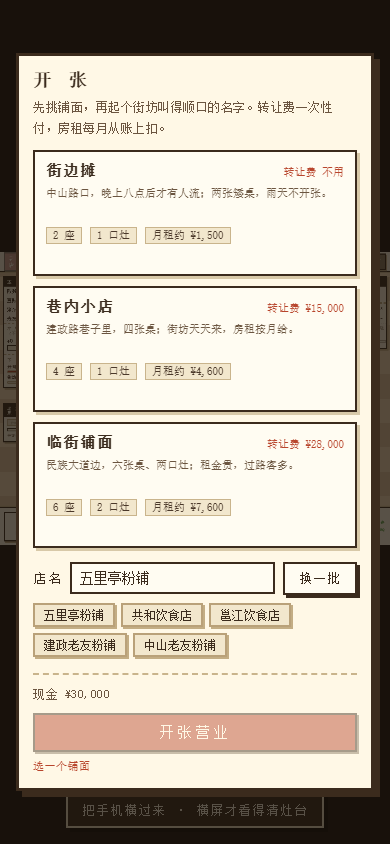 开 张
先挑铺面，再起个街坊叫得顺口的名字。转让费一次性
付，房租每月从账上扣。
街边摊 转让费 不用
中山路口，晚上八点后才有人流；两张矮桌，雨天不开张。
2 座 1 口灶 月租约 ¥1,500
巷内小店 转让费 ¥15,000
建政路巷子里，四张桌；街坊天天来，房租按月给。
4 座 1 口灶 月租约 ¥4,600
临街铺面 转让费 ¥28,000
民族大道边，六张桌、两口灶；租金贵，过路客多。
6 座 2 口灶 月租约 ¥7,600
店名 五里亭粉铺 换一批
五里亭粉铺 共和饮食店 邕江饮食店
建政老友粉铺 中山老友粉铺
现金 ¥30,000
开张营业
选一个铺面
把手机横过来 · 横屏才看得清灶台